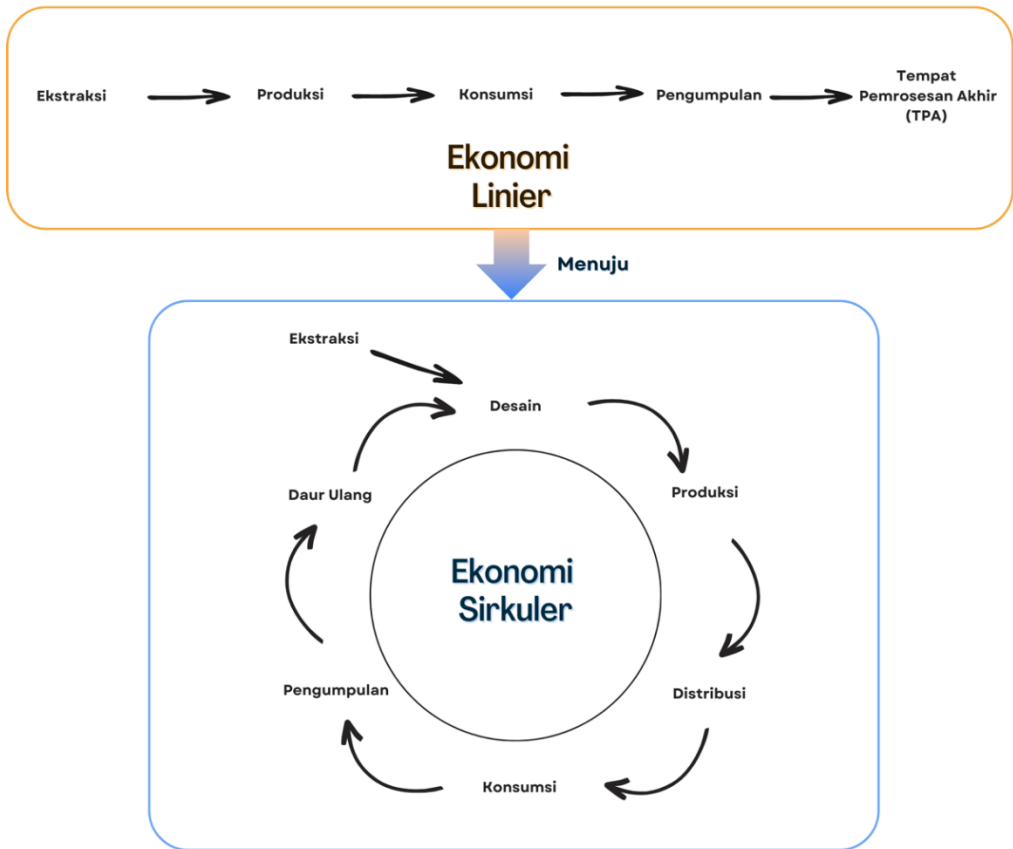 Ekstraksi
Produksi
Konsumsi
Pengumpulan
Tempat
Pemrosesan Akhir
(TPA)
Ekonomi
Linier
Menuju
Ekstraksi
Desain
Produksi
Distribusi
Konsumsi
Pengumpulan
Daur Ulang
Ekonomi
Sirkuler